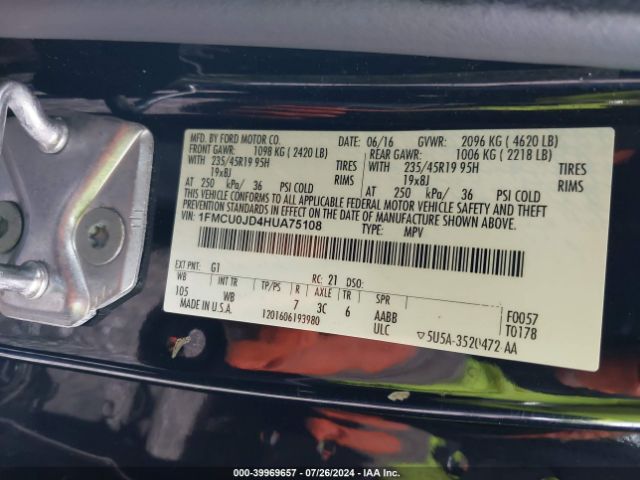 MFD. BY FORD MOTOR CO. DATE: 06/16 GVWR: 2096 KG ( 4620 LB)
FRONT GAWR: 1098 KG ( 2420 LB) REAR GAWR: 1006 KG ( 2218 LB)
WITH 235/45R19 95H TIRES WITH 235/45R19 95H TIRES
19x8J RIMS 19x8J RIMS
AT 250 kPa/ 36 PSI COLD AT 250 kPa/ 36 PSI COLD
THIS VEHICLE CONFORMS TO ALL APPLICABLE FEDERAL MOTOR VEHICLE SAFETY AND THEFT
PREVENTION STANDARDS IN EFFECT ON THE DATE OF MANUFACTURE SHOWN ABOVE.
VIN: 1FMCU0JD4HUA75108 TYPE: MPV
EXT PNT: G1 RC: 21 DSO:
WB INT TR TP/PS R AXLE TR SPR
105 WB 7 3C 6 AABB F0057
MADE IN U.S.A. 1201606193980 ULC T0178
5U5A-3520472-AA
000-39969657 - 07/26/2024 - IAA Inc.